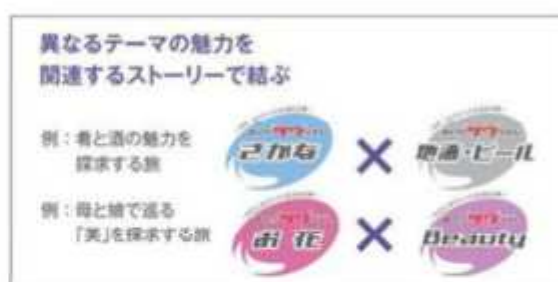 異なるテーマの魅力を
関連するストーリーで結ぶ
例：肴と酒の魅力を
探求する旅
さかな
×
地酒・ビール
例：母と娘で巡る
「美」を探求する旅
お花
×
Beauty